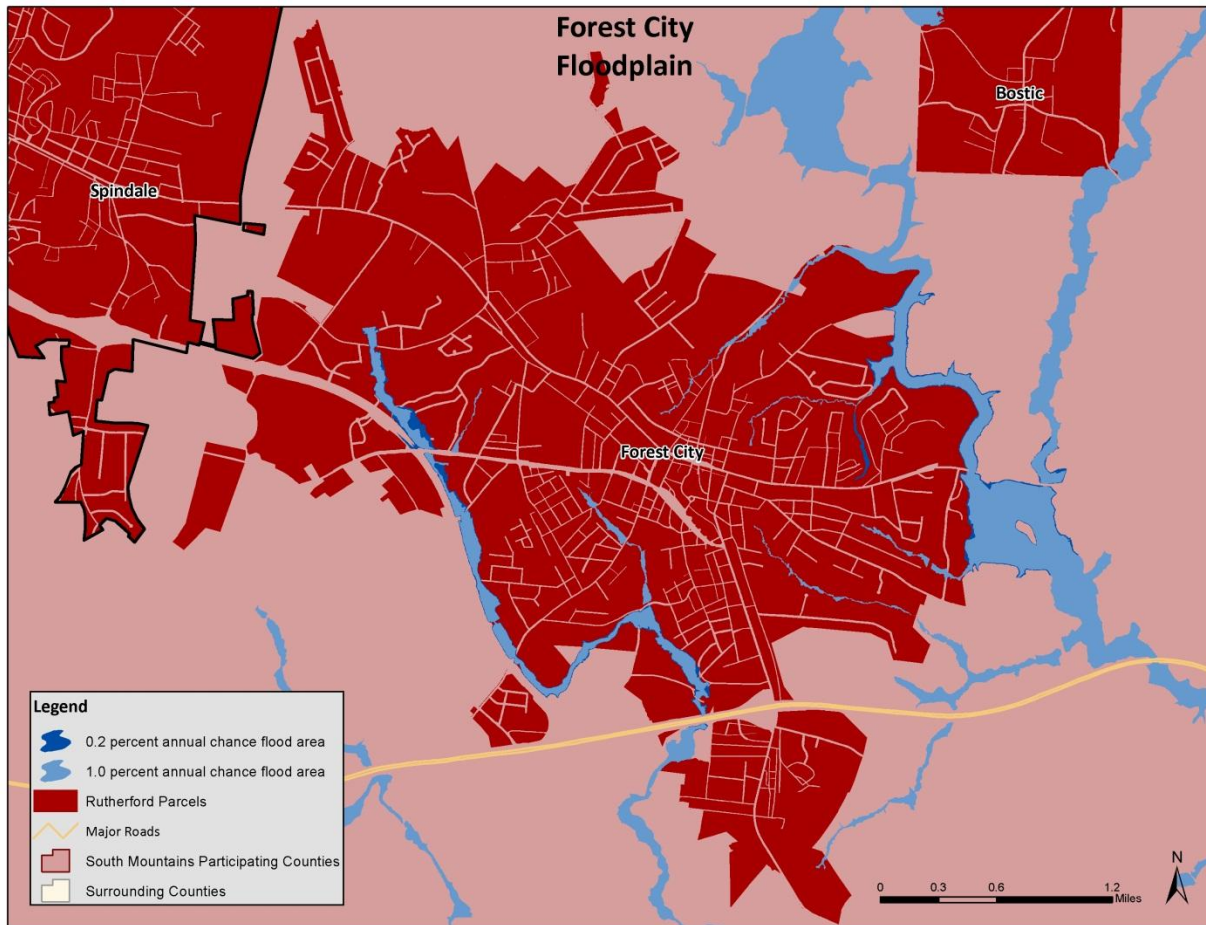 Forest City
Floodplain
Bostic
Spindale
Forest City
Legend
0.2 percent annual chance flood area
1.0 percent annual chance flood area
Rutherford Parcels
Major Roads
South Mountains Participating Counties
Surrounding Counties
N
0 0.3 0.6 1.2
Miles